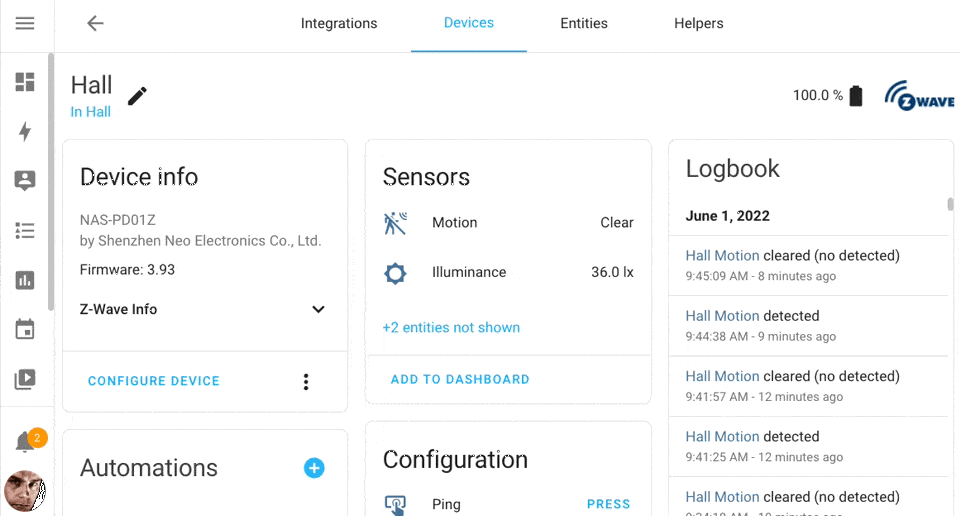 Integrations
Devices
Entities
Helpers
Hall
In Hall
100.0 %
Z WAVE
Device info
NAS-PD01Z
by Shenzhen Neo Electronics Co., Ltd.
Firmware: 3.93
Z-Wave Info
CONFIGURE DEVICE
Automations
Sensors
Motion Clear
Illuminance 36.0 lx
+2 entities not shown
ADD TO DASHBOARD
Configuration
Ping PRESS
Logbook
June 1, 2022
Hall Motion cleared (no detected)
9:45:09 AM - 8 minutes ago
Hall Motion detected
9:44:38 AM - 9 minutes ago
Hall Motion cleared (no detected)
9:41:57 AM - 12 minutes ago
Hall Motion detected
9:41:25 AM - 12 minutes ago
Hall Motion cleared (no detected)
minutes ago
2